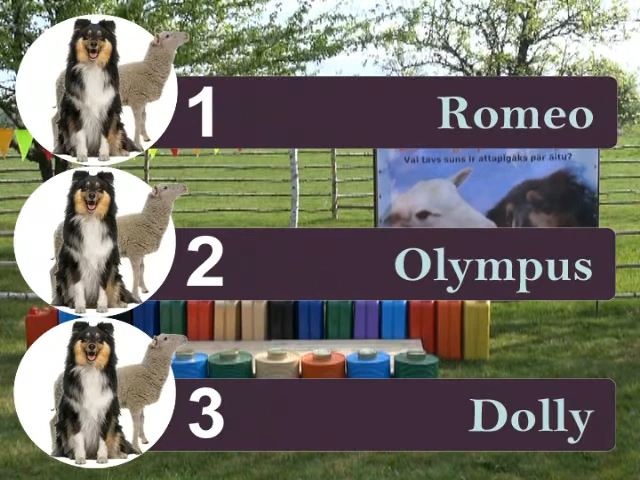 1 Romeo
Vai tavs suns ir attapīgāks par aitu?
2 Olympus
3 Dolly